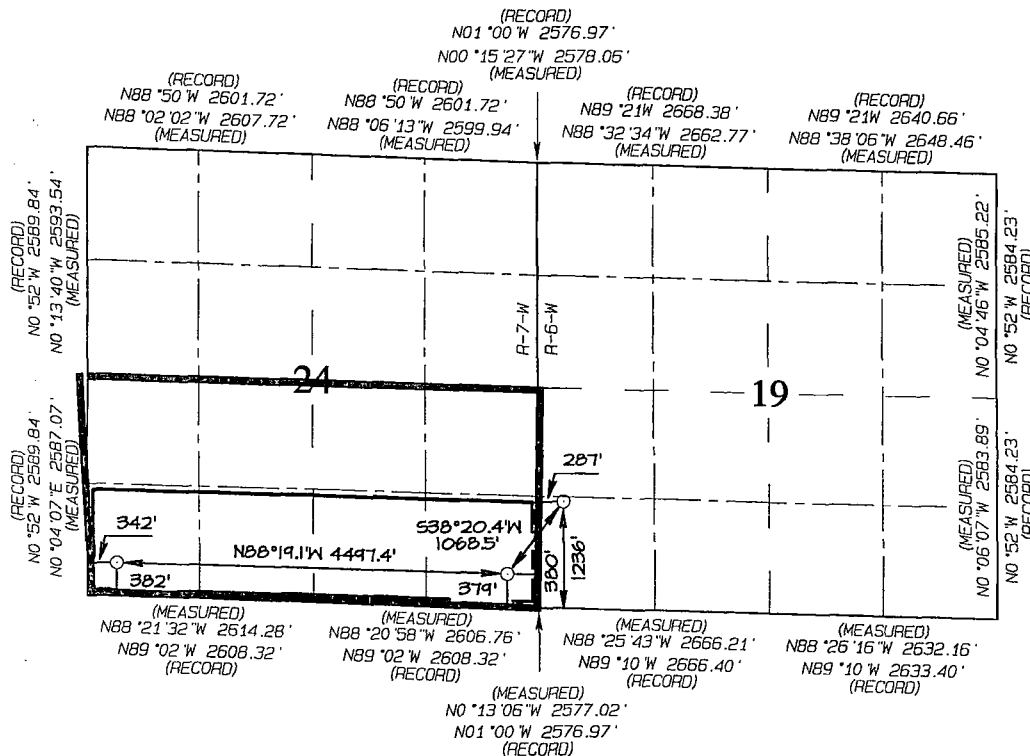 (RECORD)
N01°00'W 2576.97'
N00°15'27"W 2578.06'
(MEASURED)
(RECORD)
N88°50'W 2601.72'
N88°02'02"W 2607.72'
(MEASURED)
(RECORD)
N88°50'W 2601.72'
N88°06'13"W 2599.94'
(MEASURED)
(RECORD)
N89°21W 2668.38'
N88°32'34"W 2662.77'
(MEASURED)
(RECORD)
N89°21W 2640.66'
N88°38'06"W 2648.46'
(MEASURED)
(RECORD)
N0°52'W 2589.84'
N0°13'40"W 2593.54'
(MEASURED)
R-7-W
R-6-W
(MEASURED)
N0°04'46"W 2585.22'
N0°52'W 2584.23'
(RECORD)
24
19
(RECORD)
N0°52'W 2589.84'
N0°04'07"E 2587.07'
(MEASURED)
(MEASURED)
N0°06'07"W 2583.89'
N0°52'W 2584.23'
(RECORD)
287'
S38°20.4'W
1068.5'
342'
N88°19.1'W 4497.4'
380'
1236'
382'
379'
(MEASURED)
N88°21'32"W 2614.28'
N89°02'W 2608.32'
(RECORD)
(MEASURED)
N88°20'58"W 2606.76'
N89°02'W 2608.32'
(RECORD)
(MEASURED)
N88°25'43"W 2666.21'
N89°10'W 2666.40'
(RECORD)
(MEASURED)
N88°26'16"W 2632.16'
N89°10'W 2633.40'
(RECORD)
(MEASURED)
N0°13'06"W 2577.02'
N01°00'W 2576.97'
(RECORD)